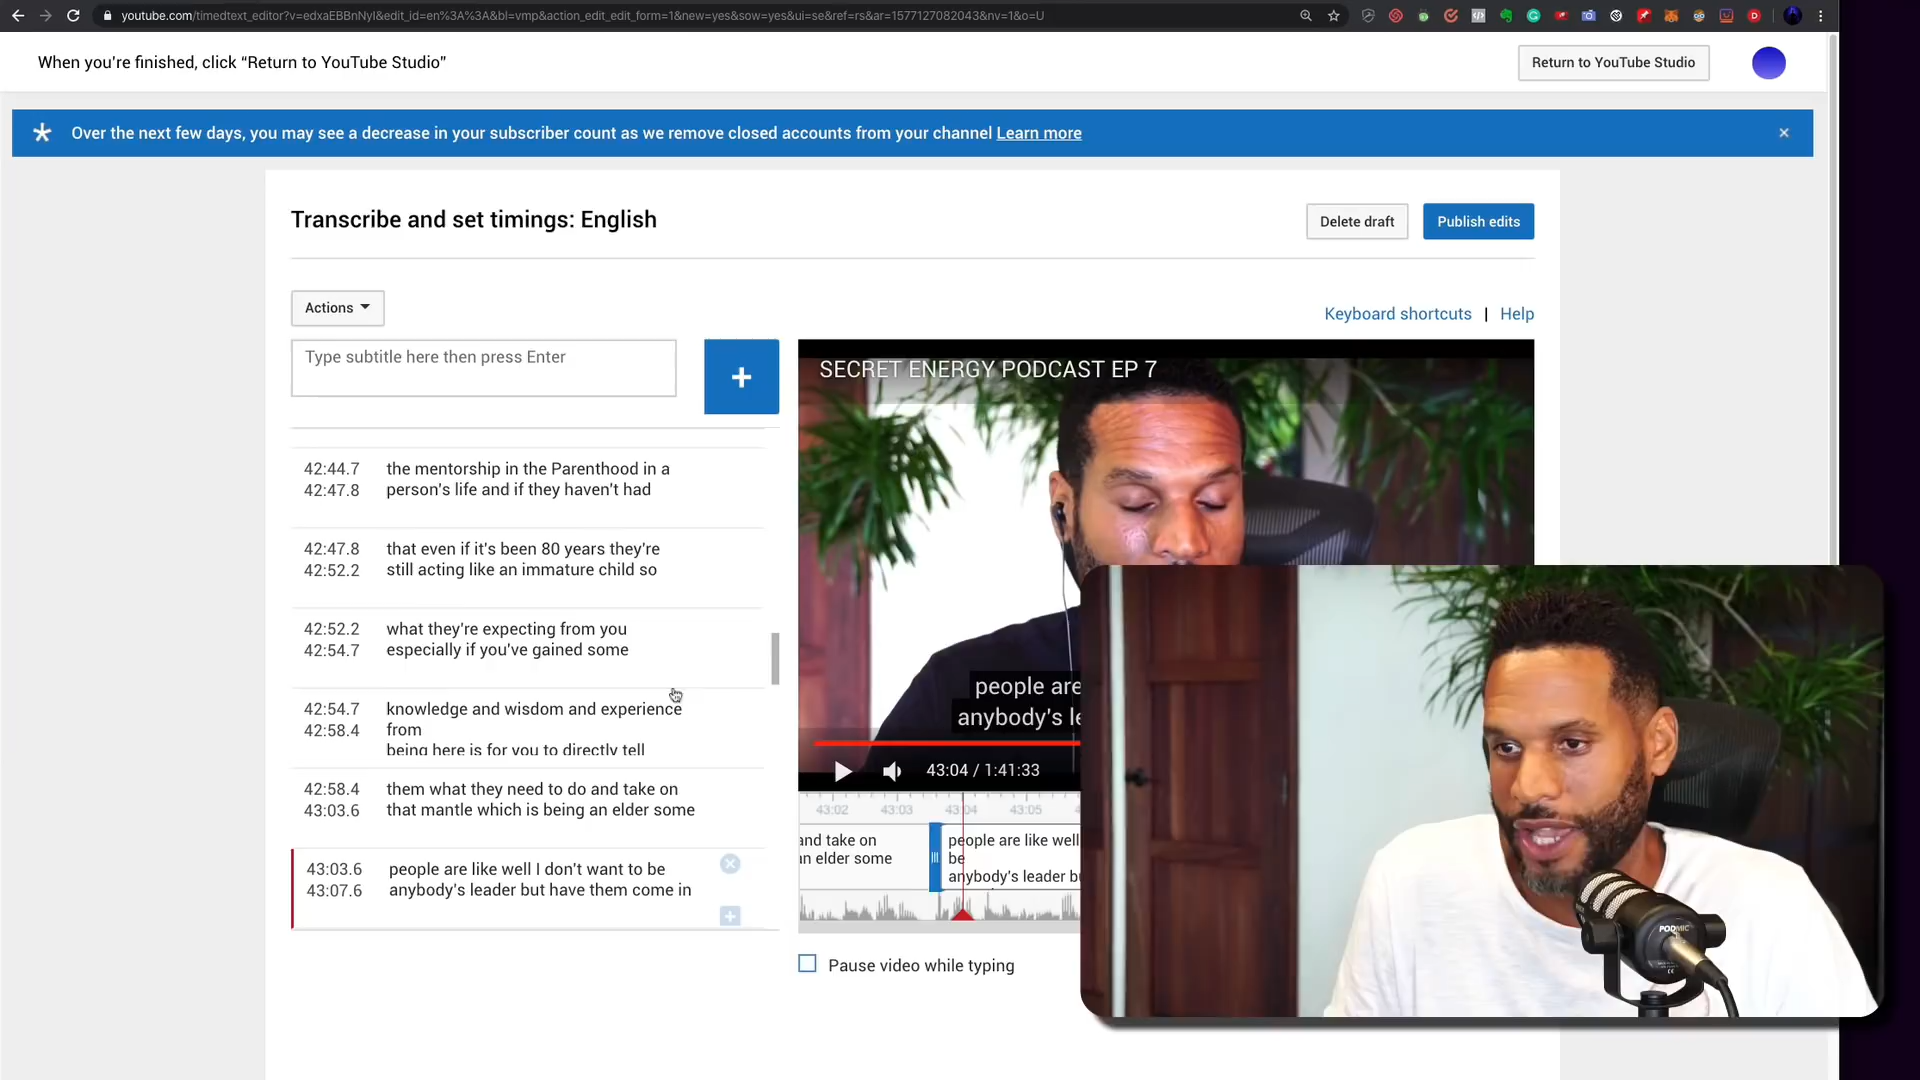 youtube.com/timedtext_editor?v=edxaEBBnNyI&edit_id=en%3A%3A&bl=vmp&action_edit_edit_form=1&new=yes&sow=yes&ui=se&ref=rs&ar=1577127082043&nv=1&o=U
When you're finished, click “Return to YouTube Studio”
Return to YouTube Studio
Over the next few days, you may see a decrease in your subscriber count as we remove closed accounts from your channel Learn more
Transcribe and set timings: English
Delete draft
Publish edits
Actions
Keyboard shortcuts | Help
Type subtitle here then press Enter
+
42:44.7 the mentorship in the Parenthood in a
42:47.8 person's life and if they haven't had
42:47.8 that even if it's been 80 years they're
42:52.2 still acting like an immature child so
42:52.2 what they're expecting from you
42:54.7 especially if you've gained some
42:54.7 knowledge and wisdom and experience
42:58.4 from
being here is for you to directly tell
42:58.4 them what they need to do and take on
43:03.6 that mantle which is being an elder some
43:03.6 people are like well I don't want to be
43:07.6 anybody's leader but have them come in
SECRET ENERGY PODCAST EP 7
people are
anybody's le
43:04 / 1:41:33
43:02 43:03 43:04 43:05
and take on
an elder some
people are like well
be
anybody's leader bu
Pause video while typing
PODMIC